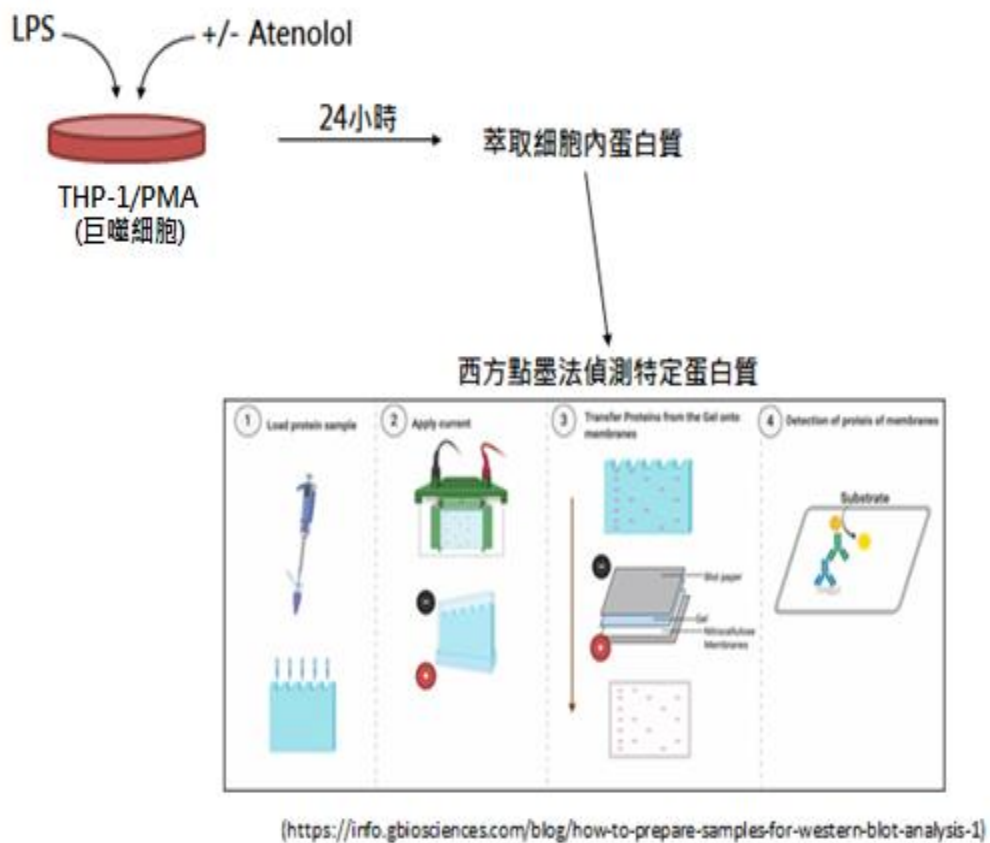 LPS
+/- Atenolol
24小時
萃取細胞內蛋白質
THP-1/PMA
(巨噬細胞)
西方點墨法偵測特定蛋白質
1 Load protein sample
2 Apply current
3 Transfer Proteins from the Gel onto
membranes
4 Detection of protein of membranes
Substrate
Blot paper
Gel
Nitrocellulose
Membranes
(https://info.gbiosciences.com/blog/how-to-prepare-samples-for-western-blot-analysis-1)